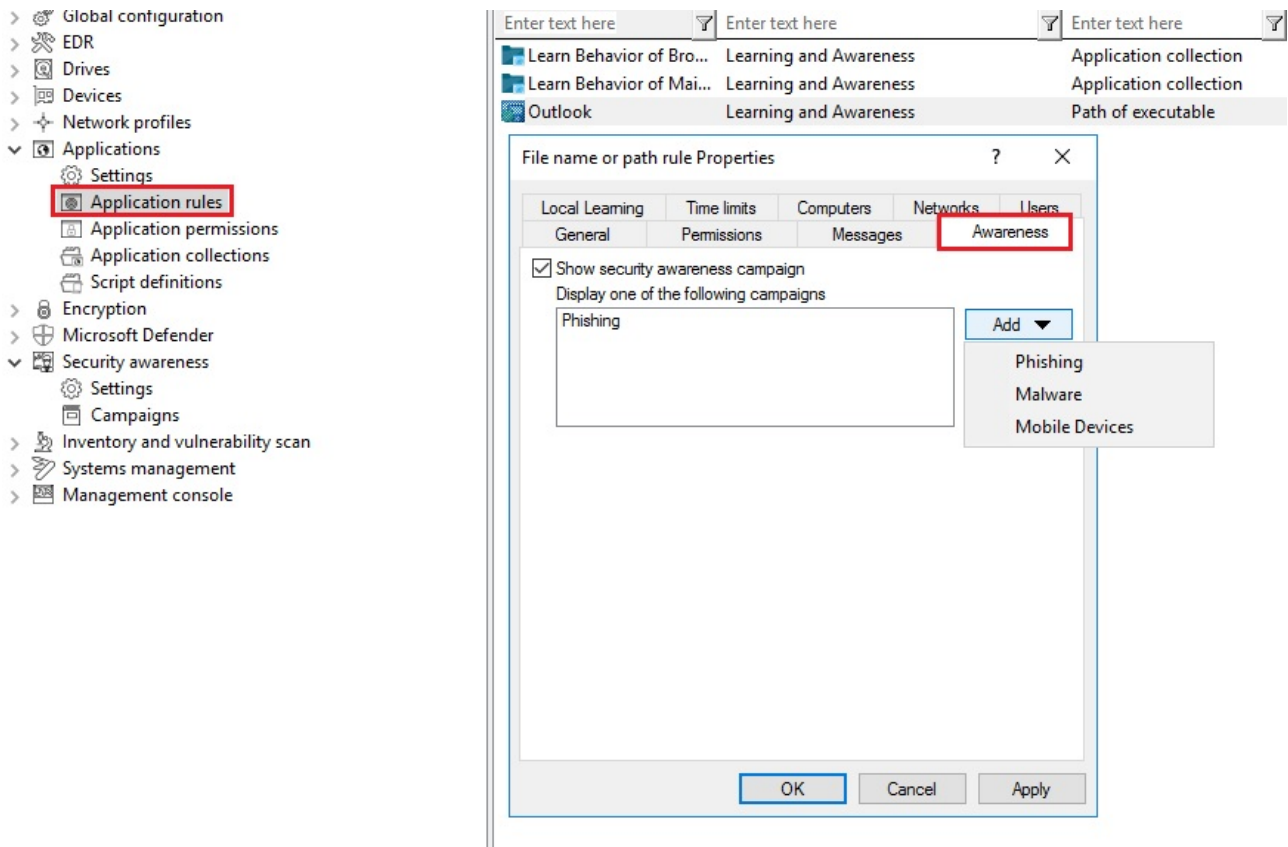 Global configuration
EDR
Drives
Devices
Network profiles
Applications
Settings
Application rules
Application permissions
Application collections
Script definitions
Encryption
Microsoft Defender
Security awareness
Settings
Campaigns
Inventory and vulnerability scan
Systems management
Management console
Enter text here Enter text here Enter text here
Learn Behavior of Bro... Learning and Awareness Application collection
Learn Behavior of Mai... Learning and Awareness Application collection
Outlook Learning and Awareness Path of executable
File name or path rule Properties ?
Local Learning Time limits Computers Networks Users
General Permissions Messages Awareness
Show security awareness campaign
Display one of the following campaigns
Phishing
Add
Phishing
Malware
Mobile Devices
OK Cancel Apply